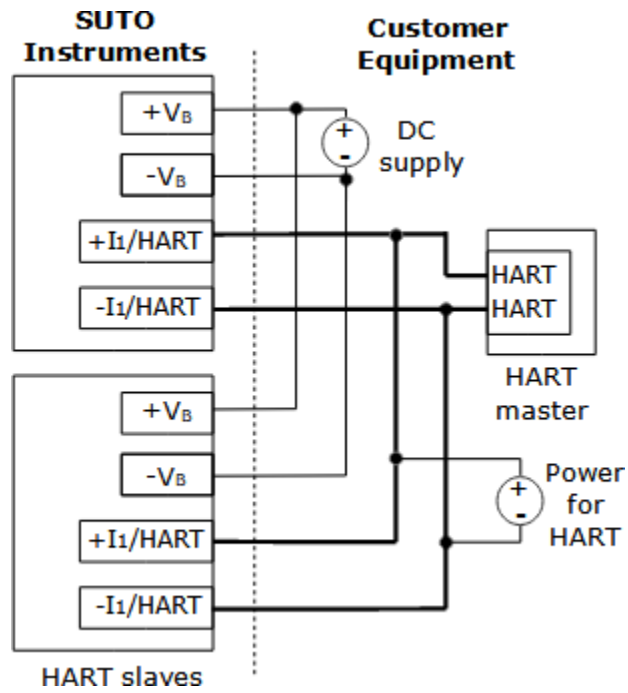 SUTO
Instruments
Customer
Equipment
+VB
-VB
+I1/HART
-I1/HART
+
-
DC
supply
HART
HART
HART
master
+VB
-VB
+I1/HART
-I1/HART
+
-
Power
for
HART
HART slaves